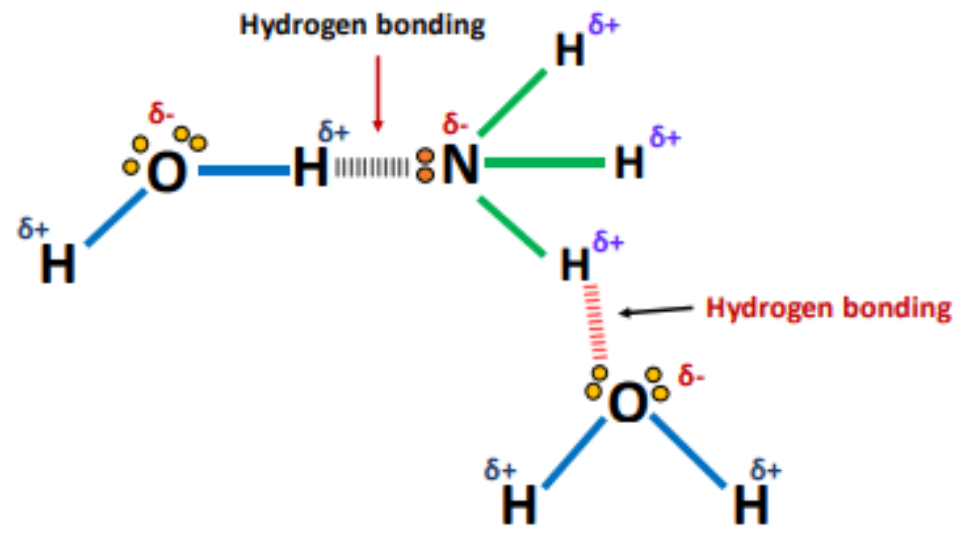 Hydrogen bonding
H δ+
δ- O
δ+ H
δ- N
H δ+
δ+ H
H δ+
Hydrogen bonding
O δ-
δ+ H
δ+ H